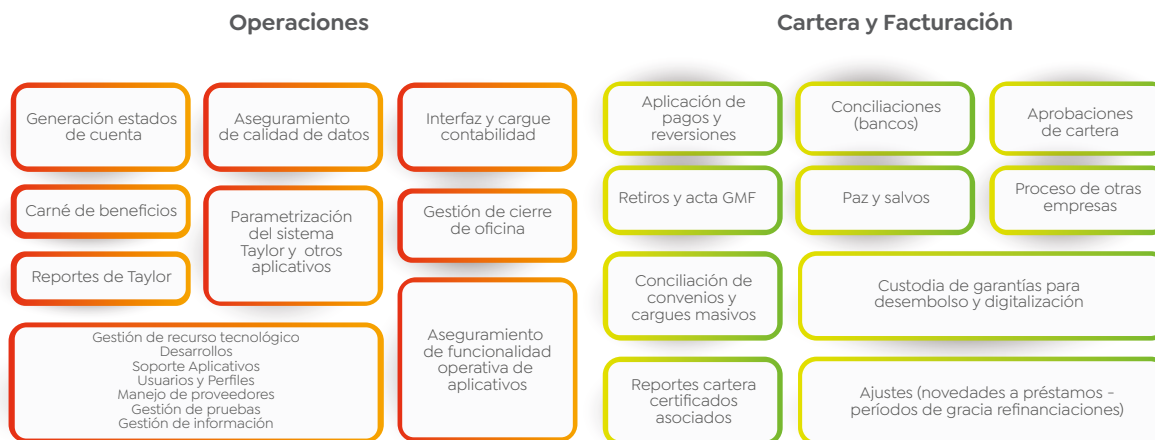 Operaciones
Generación estados
de cuenta
Aseguramiento
de calidad de datos
Interfaz y cargue
contabilidad
Carné de beneficios
Parametrización
del sistema
Taylor y otros
aplicativos
Gestión de cierre
de oficina
Reportes de Taylor
Aseguramiento
de funcionalidad
operativa de
aplicativos
Gestión de recurso tecnológico
Desarrollos
Soporte Aplicativos
Usuarios y Perfiles
Manejo de proveedores
Gestión de pruebas
Gestión de información
Cartera y Facturación
Aplicación de
pagos y
reversiones
Conciliaciones
(bancos)
Aprobaciones
de cartera
Retiros y acta GMF
Paz y salvos
Proceso de otras
empresas
Conciliación de
convenios y
cargues masivos
Custodia de garantías para
desembolso y digitalización
Reportes cartera
certificados
asociados
Ajustes (novedades a préstamos -
períodos de gracia refinanciaciones)